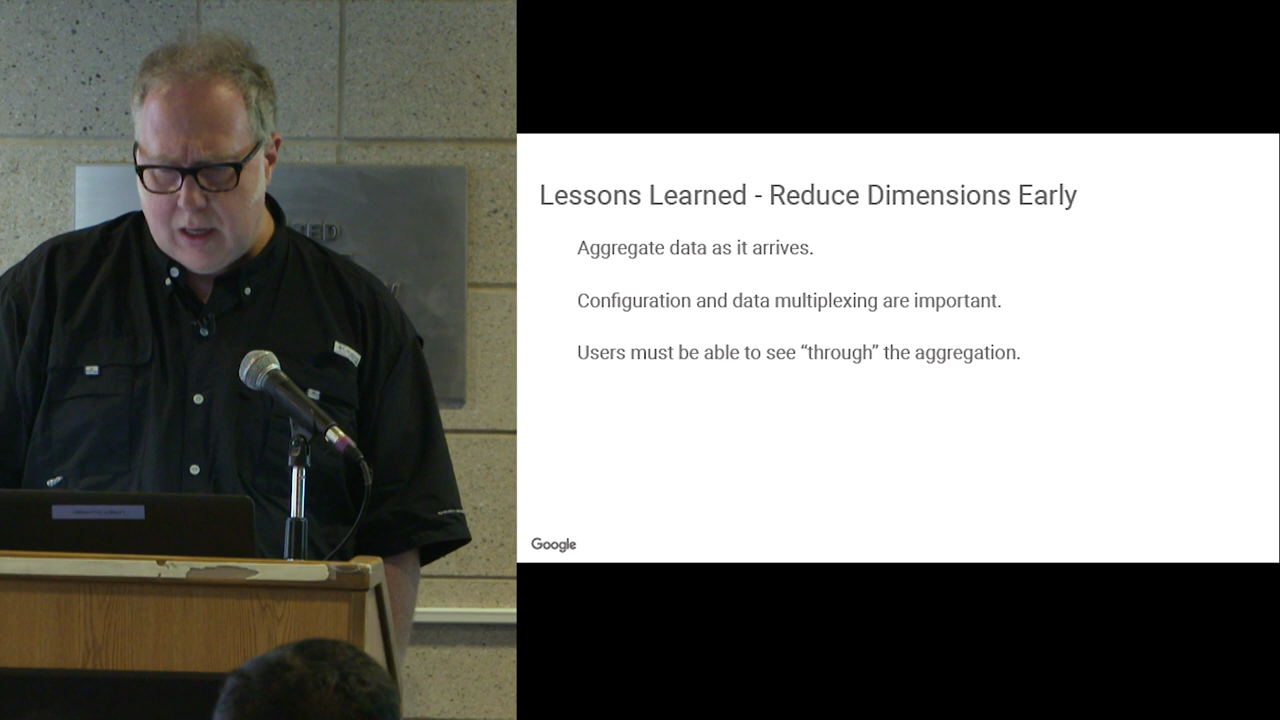 Lessons Learned - Reduce Dimensions Early
Aggregate data as it arrives.
Configuration and data multiplexing are important.
Users must be able to see “through” the aggregation.
Google